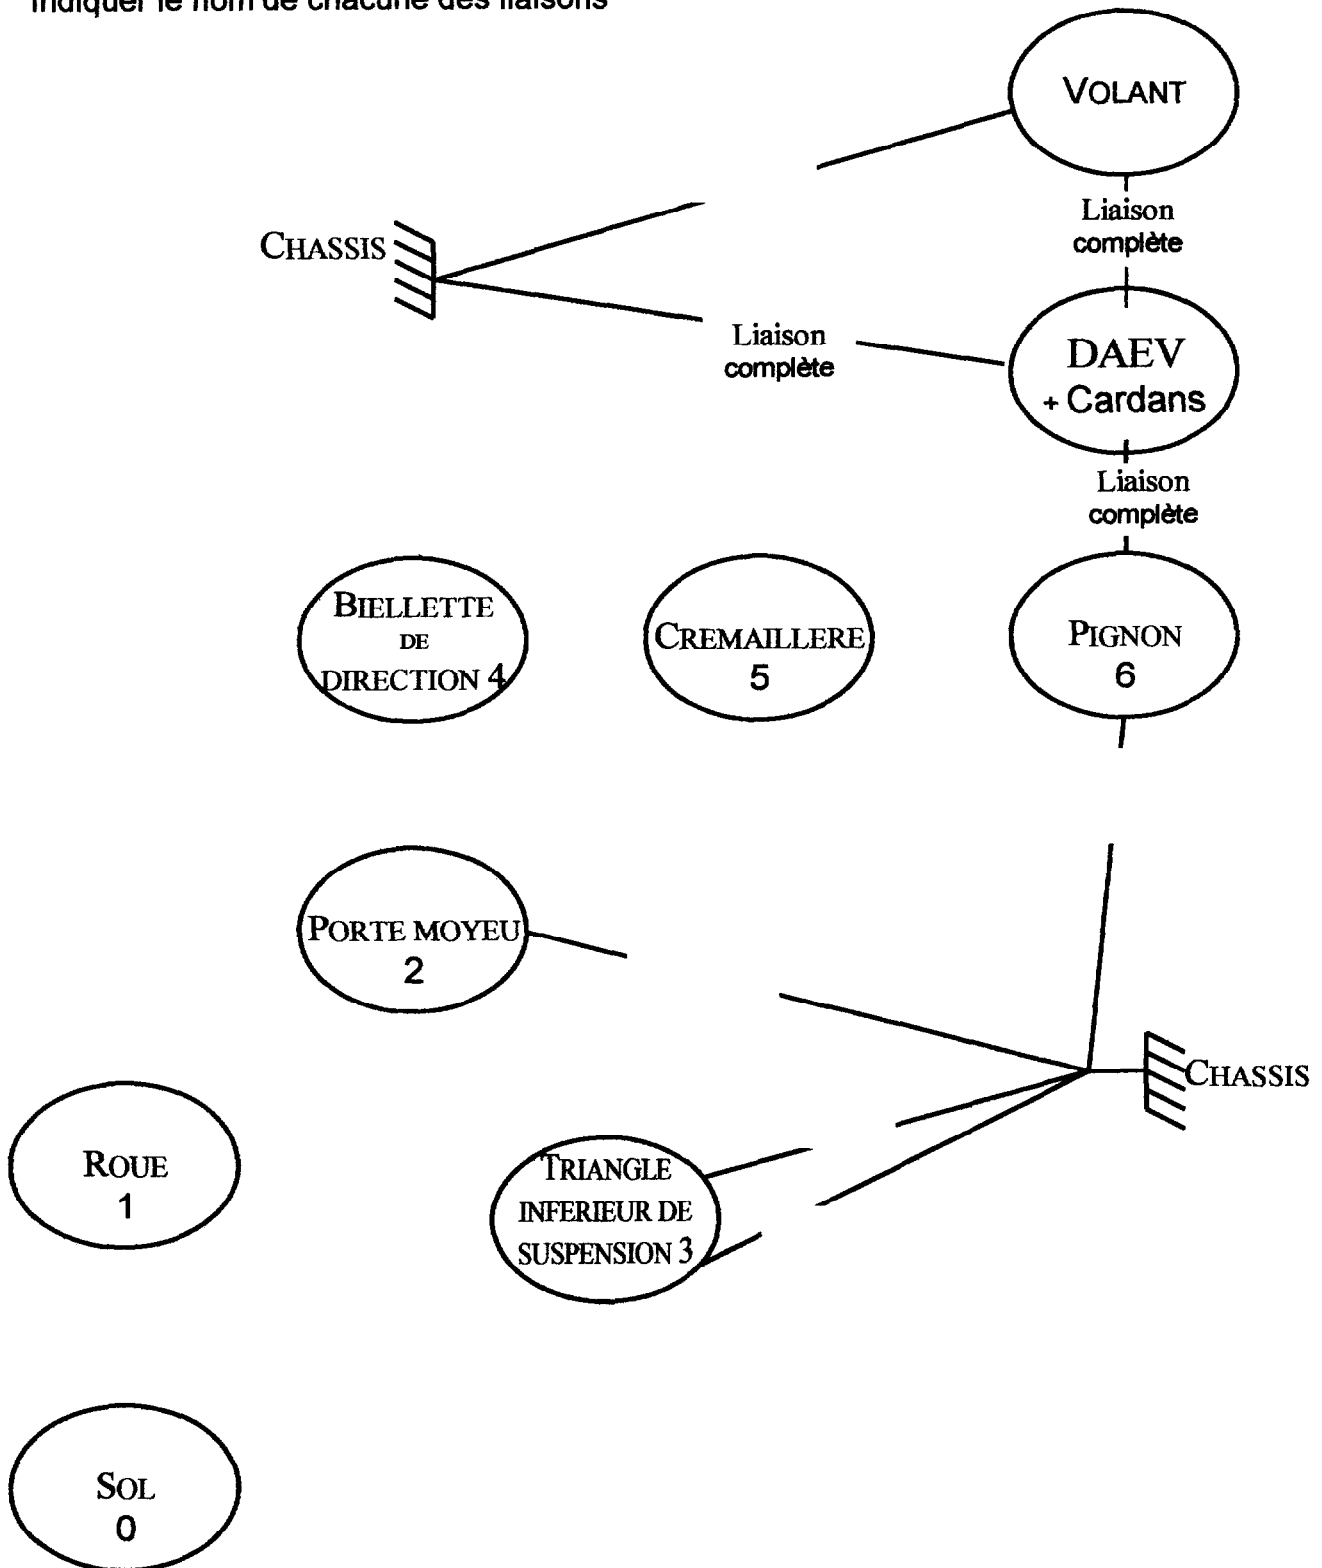 Indiquer le nom de chacune des liaisons
VOLANT
Liaison
complète
CHASSIS
Liaison
complète
DAEV
+ Cardans
Liaison
complète
BIELLETTE
DE
DIRECTION 4
CREMAILLERE
5
PIGNON
6
PORTE MOYEU
2
CHASSIS
ROUE
1
TRIANGLE
INFERIEUR DE
SUSPENSION 3
SOL
0